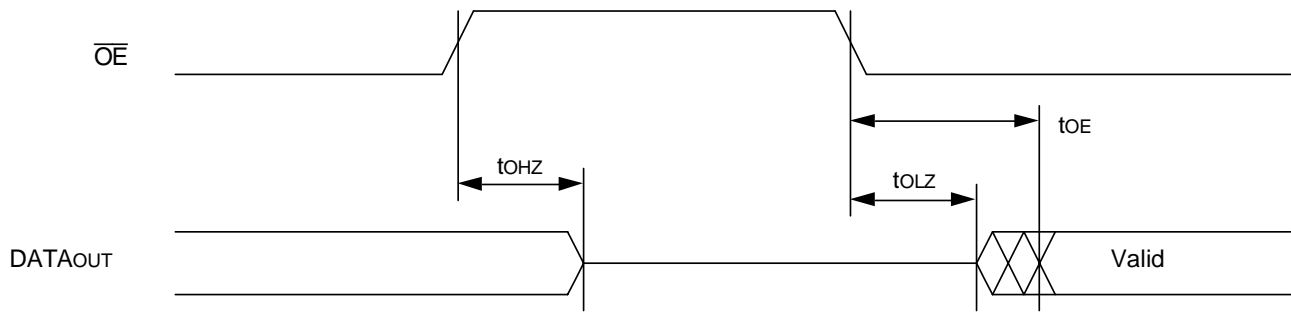 OE
tOE
tOHZ
tOLZ
DATAOUT
Valid